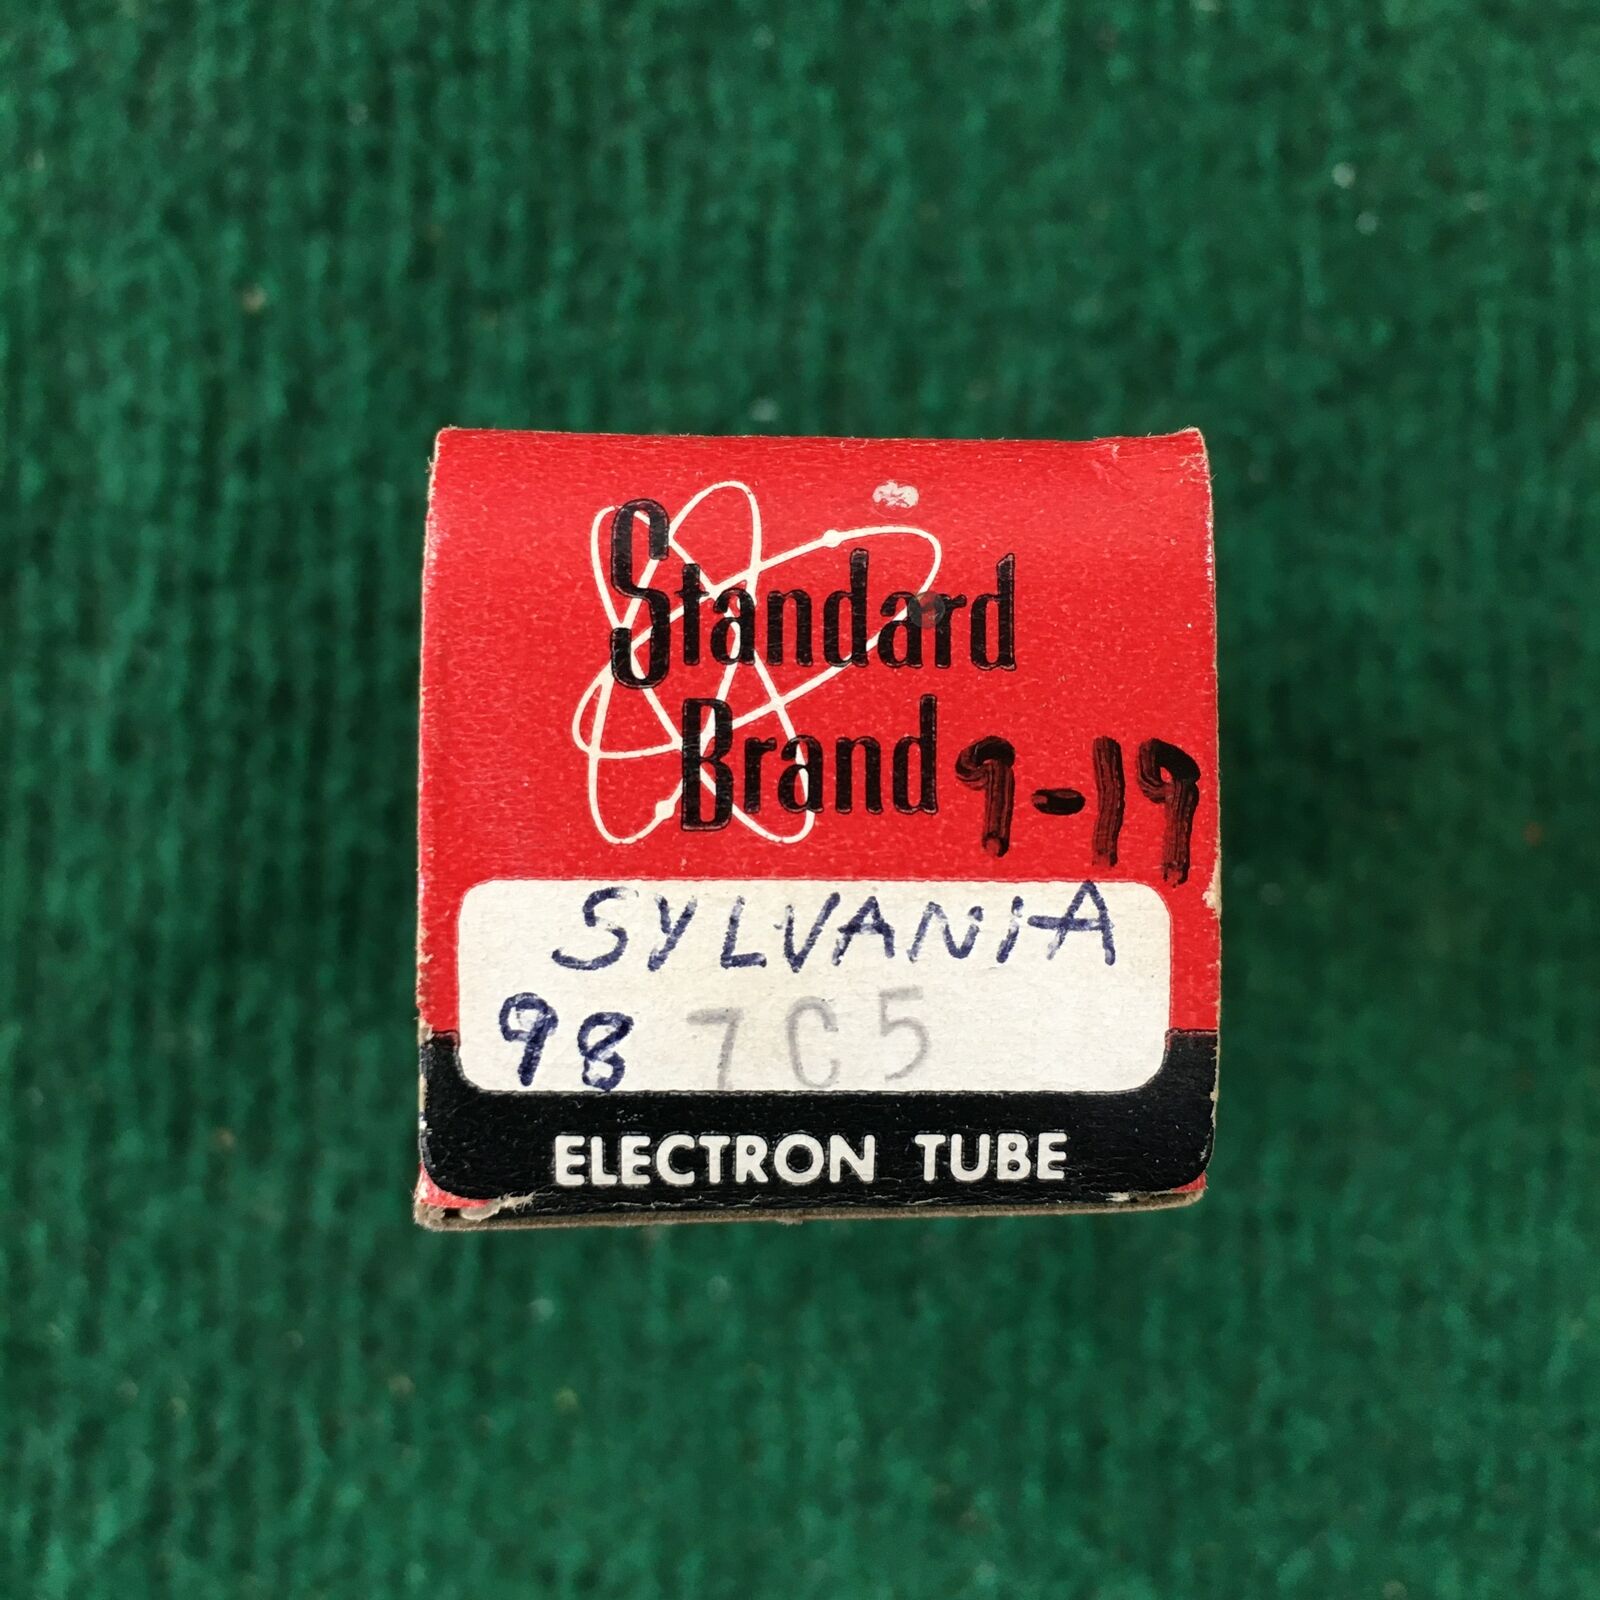 Standard
Brand 9-19
SYLVANiA
98 7C5
ELECTRON TUBE